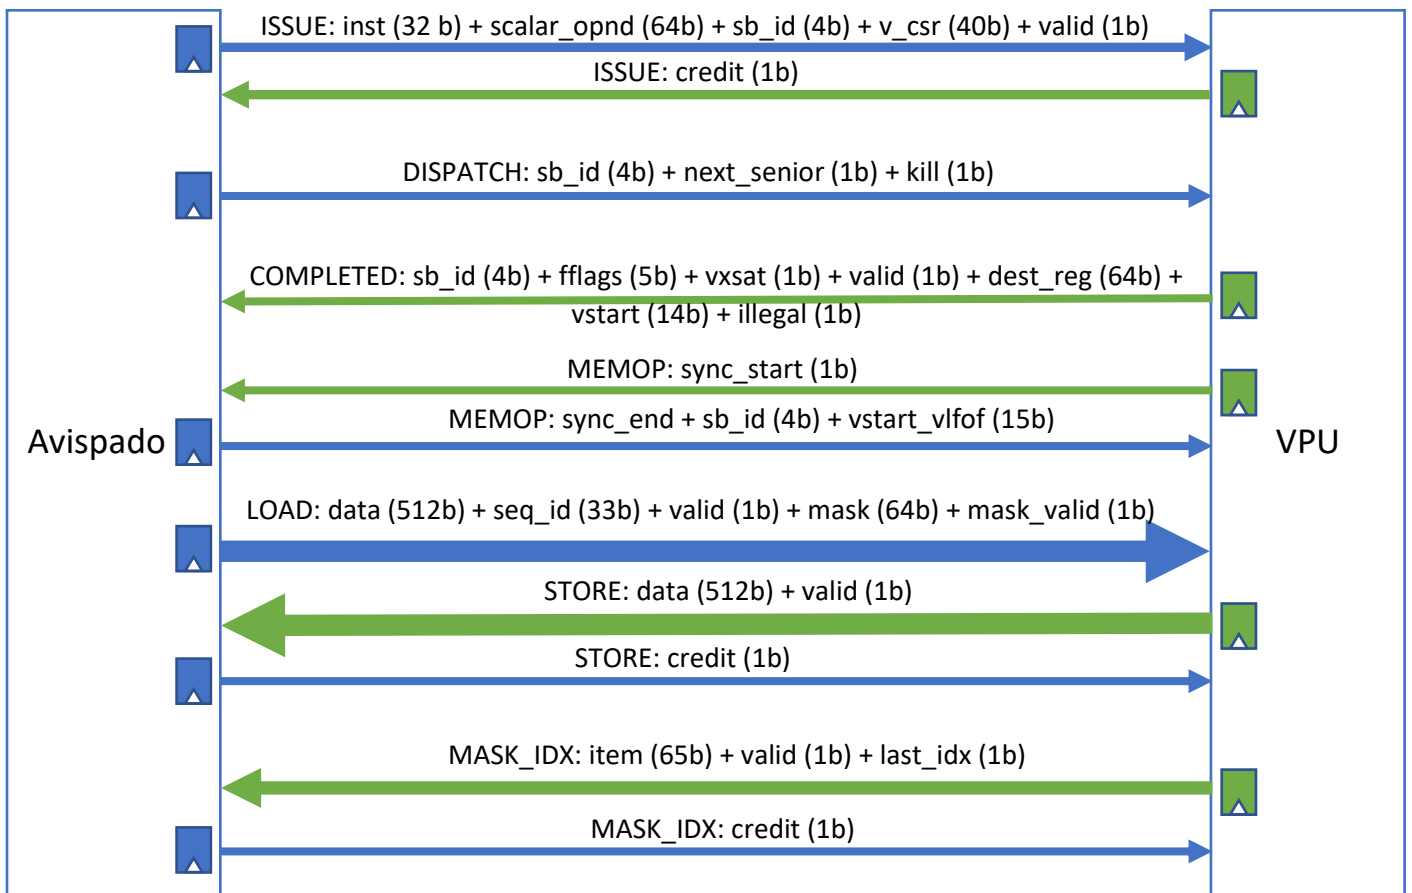 ISSUE: inst (32 b) + scalar_opnd (64b) + sb_id (4b) + v_csr (40b) + valid (1b)
ISSUE: credit (1b)
DISPATCH: sb_id (4b) + next_senior (1b) + kill (1b)
COMPLETED: sb_id (4b) + fflags (5b) + vxsat (1b) + valid (1b) + dest_reg (64b) +
vstart (14b) + illegal (1b)
MEMOP: sync_start (1b)
MEMOP: sync_end + sb_id (4b) + vstart_vlfof (15b)
Avispado
VPU
LOAD: data (512b) + seq_id (33b) + valid (1b) + mask (64b) + mask_valid (1b)
STORE: data (512b) + valid (1b)
STORE: credit (1b)
MASK_IDX: item (65b) + valid (1b) + last_idx (1b)
MASK_IDX: credit (1b)